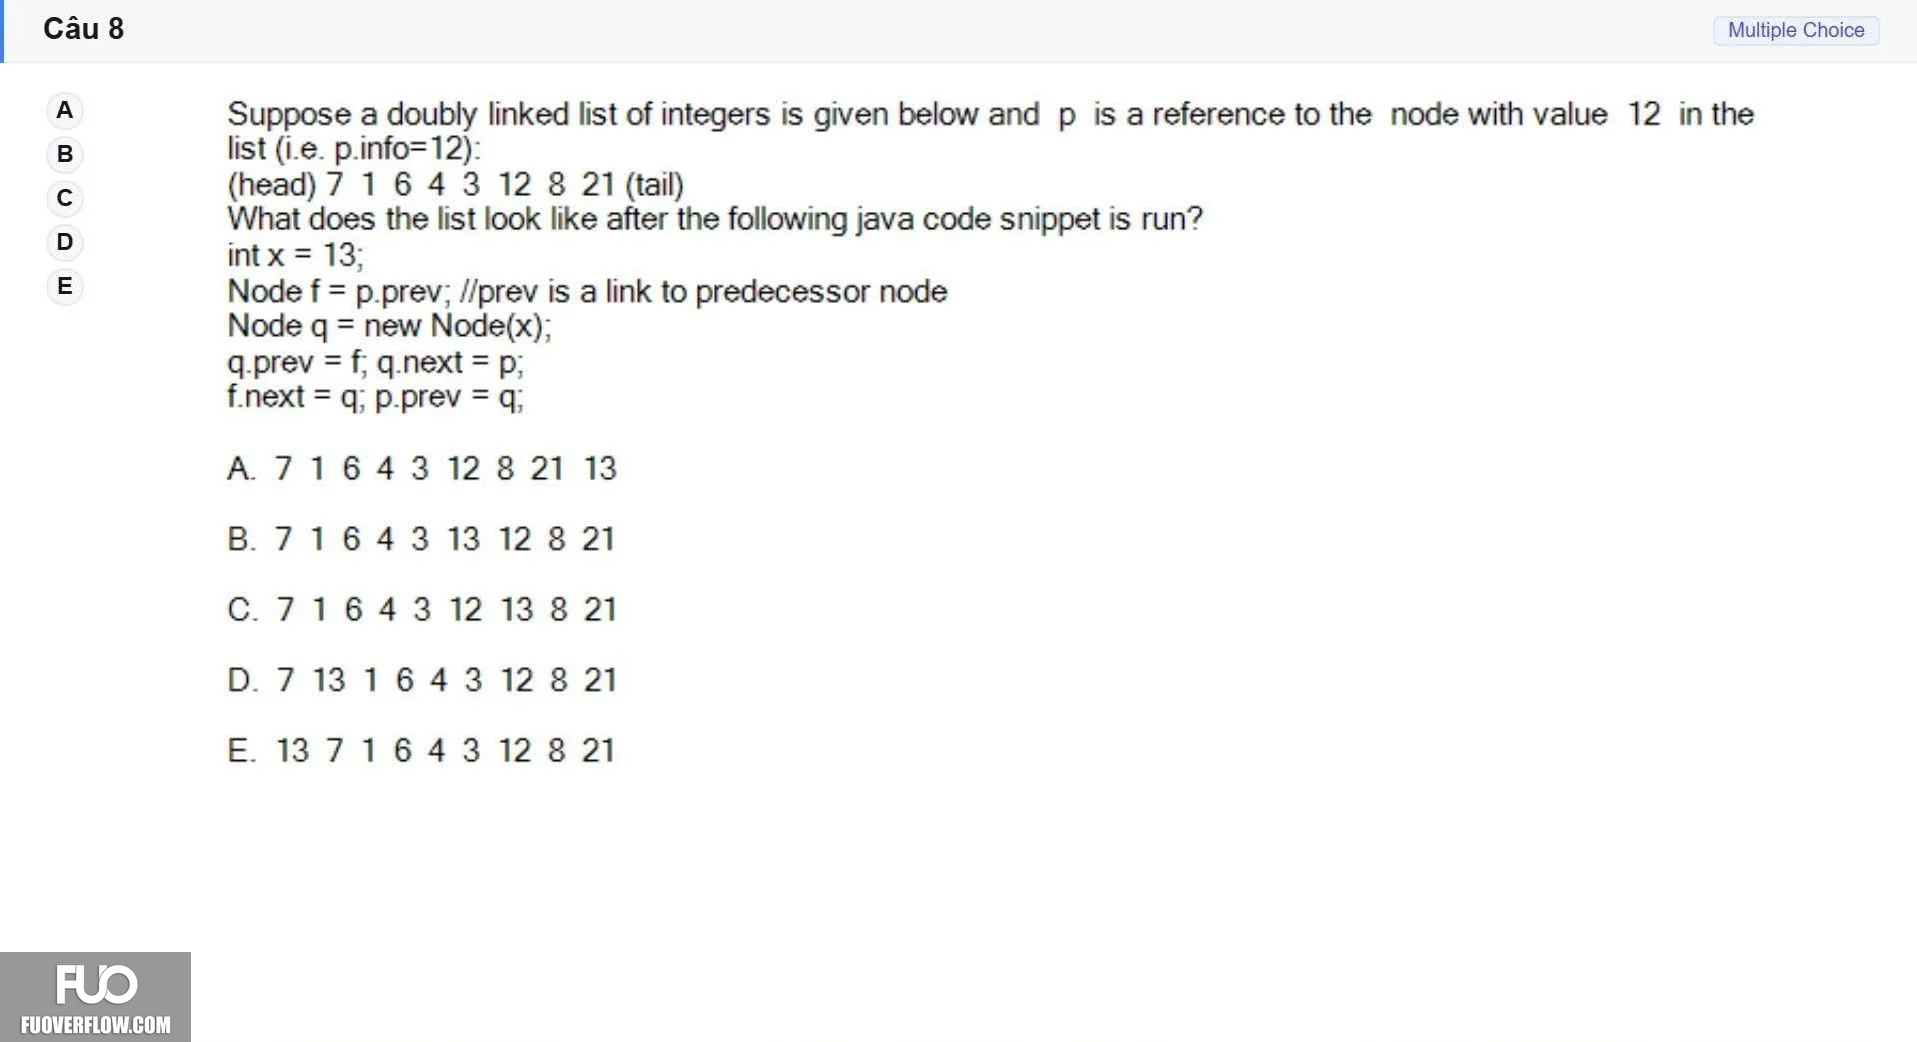 Câu 8
Multiple Choice
A
B
C
D
E
Suppose a doubly linked list of integers is given below and p is a reference to the node with value 12 in the
list (i.e. p.info=12):
(head) 7 1 6 4 3 12 8 21 (tail)
What does the list look like after the following java code snippet is run?
int x = 13;
Node f = p.prev; //prev is a link to predecessor node
Node q = new Node(x);
q.prev = f; q.next = p;
f.next = q; p.prev = q;
A. 7 1 6 4 3 12 8 21 13
B. 7 1 6 4 3 13 12 8 21
C. 7 1 6 4 3 12 13 8 21
D. 7 13 1 6 4 3 12 8 21
E. 13 7 1 6 4 3 12 8 21
FUO
FUOVERFLOW.COM